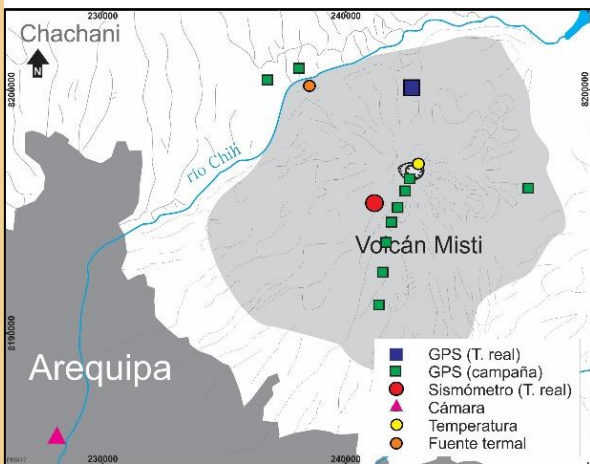 230000 240000
Chachani
N
8200000 8200000
río Chili
Volcán Misti
8190000
Arequipa
GPS (T. real)
GPS (campaña)
Sismómetro (T. real)
Cámara
Temperatura
Fuente termal
230000 240000